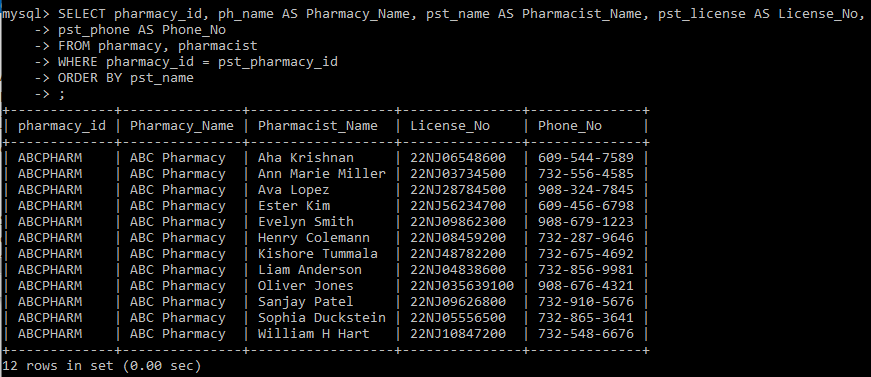 mysql> SELECT pharmacy_id, ph_name AS Pharmacy_Name, pst_name AS Pharmacist_Name, pst_license AS License_No,
    -> pst_phone AS Phone_No
    -> FROM pharmacy, pharmacist
    -> WHERE pharmacy_id = pst_pharmacy_id
    -> ORDER BY pst_name
    -> ;
+-------------+---------------+------------------+---------------+--------------+
| pharmacy_id | Pharmacy_Name | Pharmacist_Name  | License_No    | Phone_No     |
+-------------+---------------+------------------+---------------+--------------+
| ABCPHARM    | ABC Pharmacy  | Aha Krishnan     | 22NJ06548600  | 609-544-7589 |
| ABCPHARM    | ABC Pharmacy  | Ann Marie Miller | 22NJ03734500  | 732-556-4585 |
| ABCPHARM    | ABC Pharmacy  | Ava Lopez        | 22NJ28784500  | 908-324-7845 |
| ABCPHARM    | ABC Pharmacy  | Ester Kim        | 22NJ56234700  | 609-456-6798 |
| ABCPHARM    | ABC Pharmacy  | Evelyn Smith     | 22NJ09862300  | 908-679-1223 |
| ABCPHARM    | ABC Pharmacy  | Henry Colemann   | 22NJ08459200  | 732-287-9646 |
| ABCPHARM    | ABC Pharmacy  | Kishore Tummala  | 22NJ48782200  | 732-675-4692 |
| ABCPHARM    | ABC Pharmacy  | Liam Anderson    | 22NJ04838600  | 732-856-9981 |
| ABCPHARM    | ABC Pharmacy  | Oliver Jones     | 22NJ035639100 | 908-676-4321 |
| ABCPHARM    | ABC Pharmacy  | Sanjay Patel     | 22NJ09626800  | 732-910-5676 |
| ABCPHARM    | ABC Pharmacy  | Sophia Duckstein | 22NJ05556500  | 732-865-3641 |
| ABCPHARM    | ABC Pharmacy  | William H Hart   | 22NJ10847200  | 732-548-6676 |
+-------------+---------------+------------------+---------------+--------------+
12 rows in set (0.00 sec)